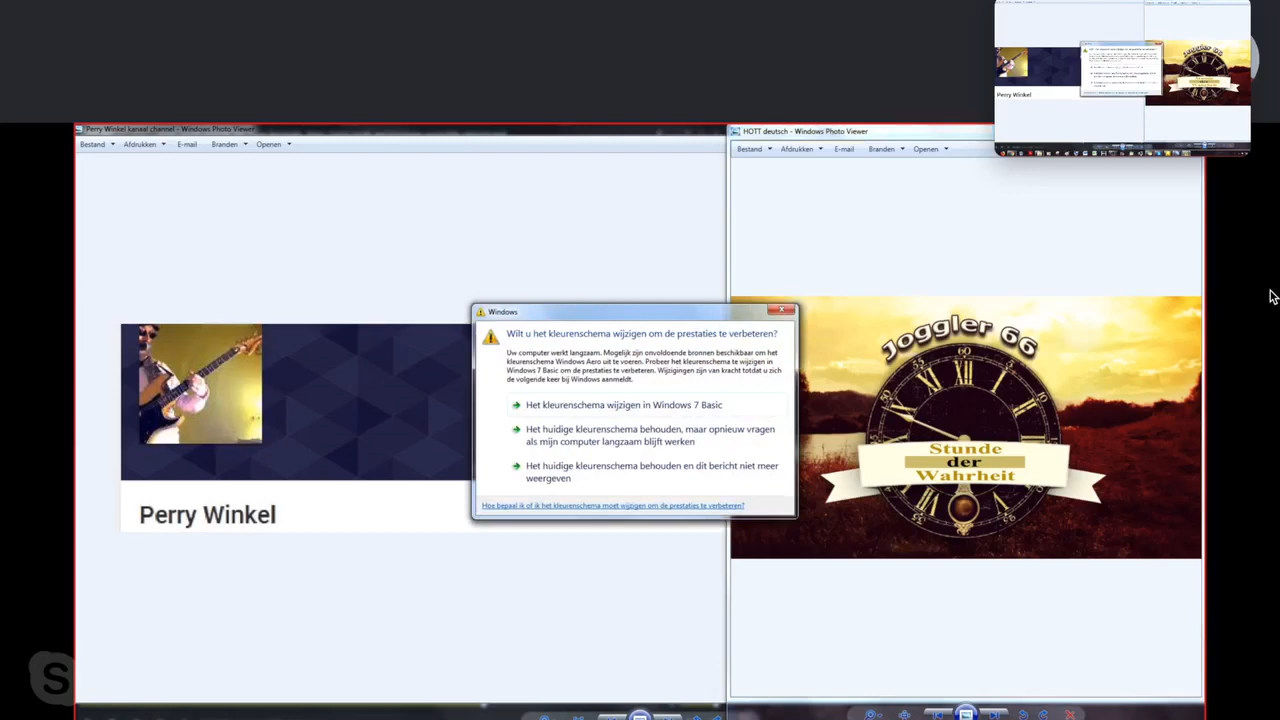 Perry Winkel
Perry Winkel kanaal channel - Windows Photo Viewer
Bestand Afdrukken E-mail Branden Openen
HOTT deutsch - Windows Photo Viewer
Bestand Afdrukken E-mail Branden Openen
Windows
Wilt u het kleurenschema wijzigen om de prestaties te verbeteren?
Uw computer werkt langzaam. Mogelijk zijn onvoldoende bronnen beschikbaar om het
kleurenschema Windows Aero uit te voeren. Probeer het kleurenschema te wijzigen in
Windows 7 Basic om de prestaties te verbeteren. Wijzigingen zijn van kracht totdat u zich
de volgende keer bij Windows aanmeldt.
Het kleurenschema wijzigen in Windows 7 Basic
Het huidige kleurenschema behouden, maar opnieuw vragen
als mijn computer langzaam blijft werken
Het huidige kleurenschema behouden en dit bericht niet meer
weergeven
Hoe bepaal ik of ik het kleurenschema moet wijzigen om de prestaties te verbeteren?
Perry Winkel
Joggler 66
60
XII
Stunde
der
Wahrheit
S